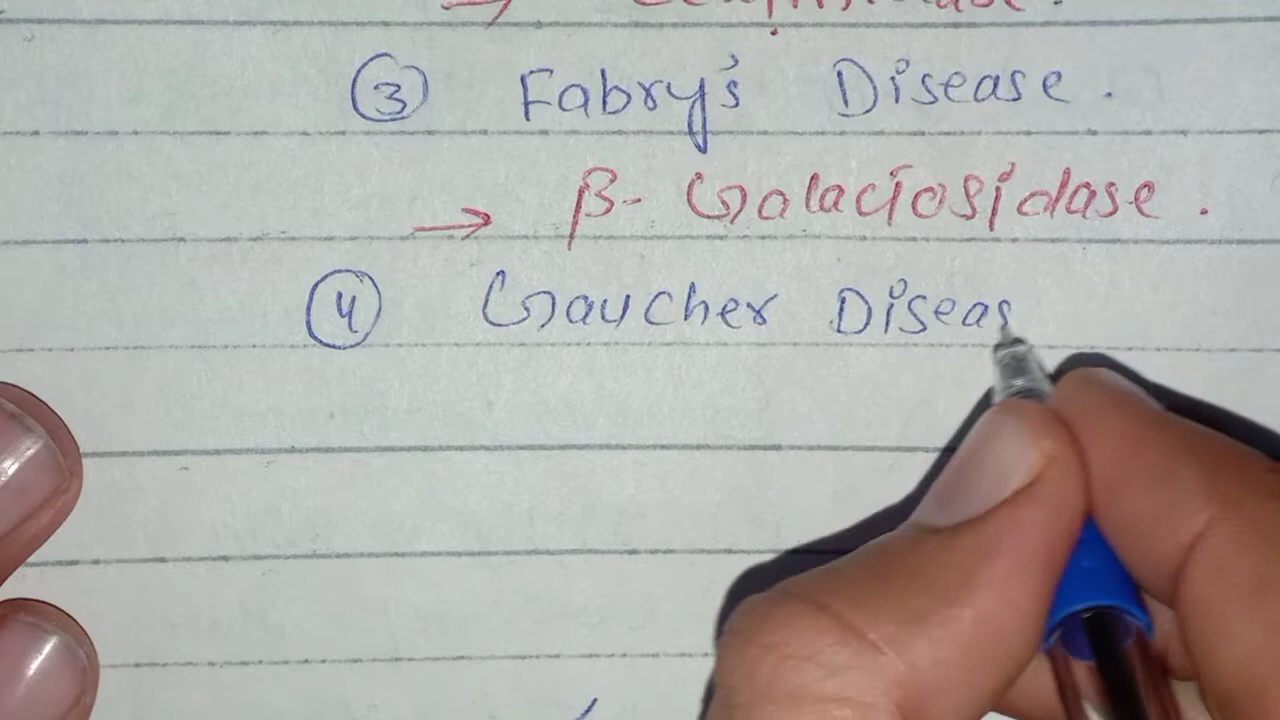 ③ Fabry's Disease.
→ β- Galactosidase.
④ Gaucher Diseas